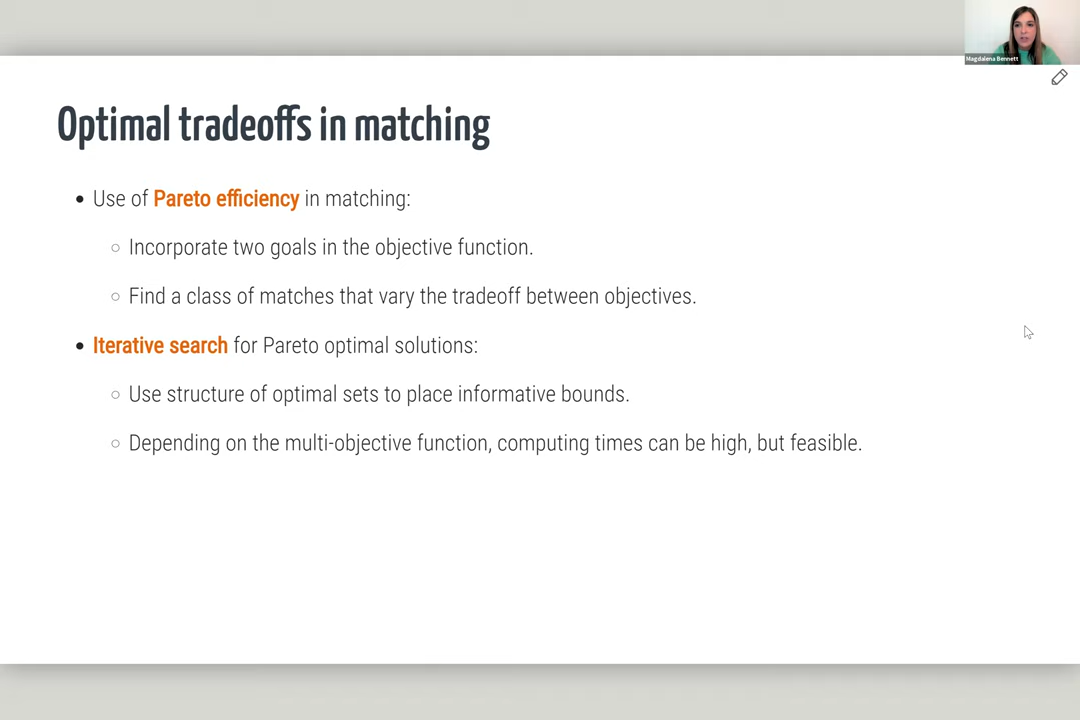 Magdalena Bennett
Optimal tradeoffs in matching
Use of Pareto efficiency in matching:
Incorporate two goals in the objective function.
Find a class of matches that vary the tradeoff between objectives.
Iterative search for Pareto optimal solutions:
Use structure of optimal sets to place informative bounds.
Depending on the multi-objective function, computing times can be high, but feasible.